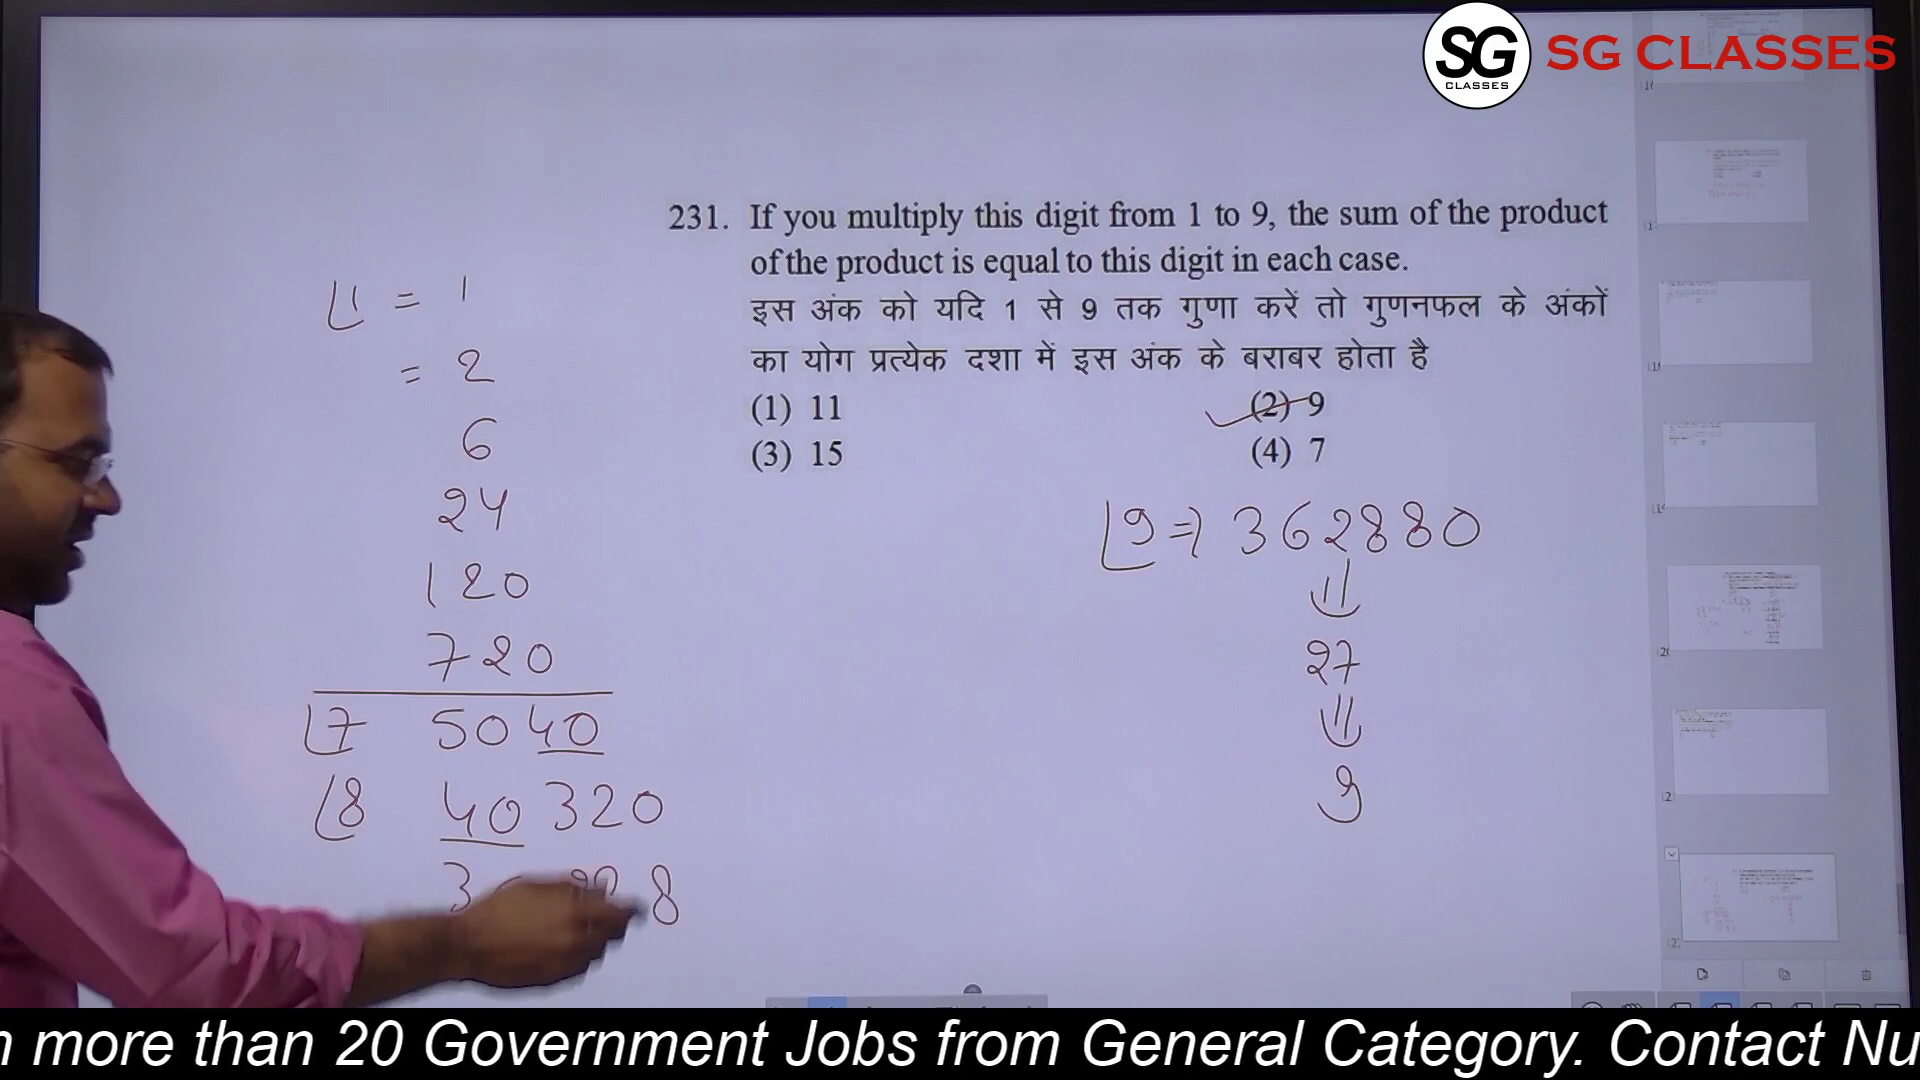 SG
CLASSES
SG CLASSES
231. If you multiply this digit from 1 to 9, the sum of the product
of the product is equal to this digit in each case.
इस अंक को यदि 1 से 9 तक गुणा करें तो गुणनफल के अंकों
का योग प्रत्येक दशा में इस अंक के बराबर होता है
(1) 11
(2) 9
(3) 15
(4) 7
1 = 1
= 2
6
24
120
720
7 5040
8 40320
3 8
9 => 362880
27
9
n more than 20 Government Jobs from General Category. Contact Nu